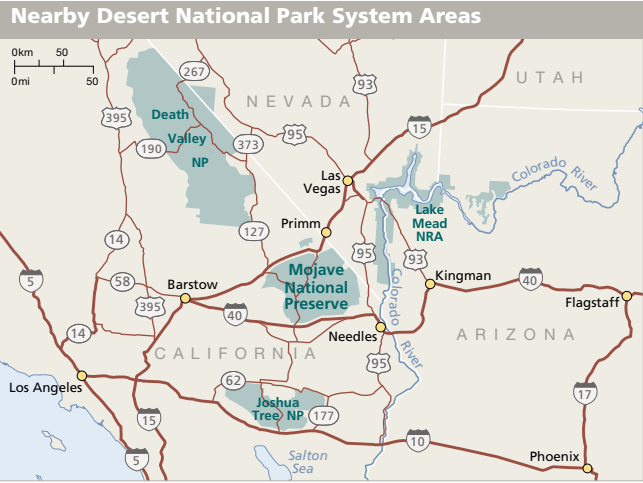 Nearby Desert National Park System Areas
0km 50
0mi 50
267
93
UTAH
NEVADA
395
Death
Valley
NP
95
15
190
373
Colorado River
Las
Vegas
Lake
Mead
NRA
Primm
127
14
95
93
5
58
Barstow
Mojave
National
Preserve
Kingman
40
Flagstaff
395
40
Colorado
River
14
Needles
ARIZONA
CALIFORNIA
95
Los Angeles
62
Joshua
Tree NP
177
17
15
10
5
Salton
Sea
Phoenix